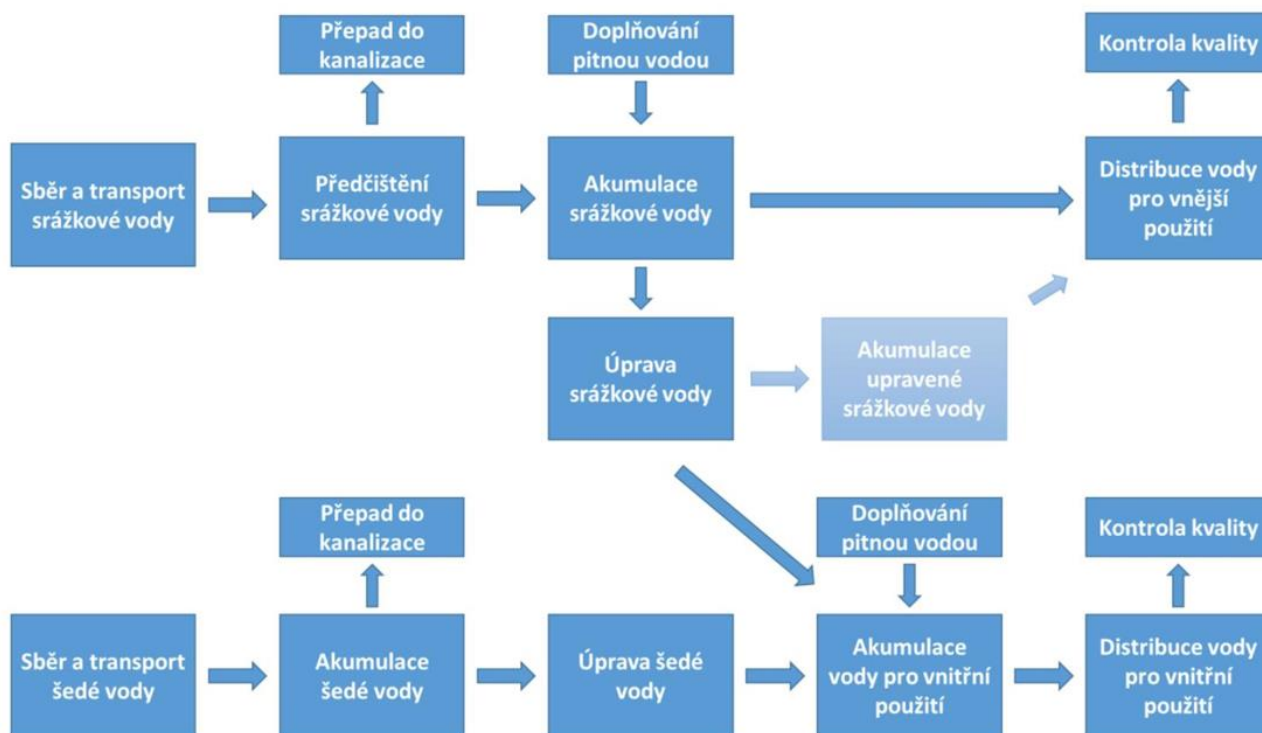 Přepad do
kanalizace
Doplňování
pitnou vodou
Kontrola kvality
Sběr a transport
srážkové vody
Předčištění
srážkové vody
Akumulace
srážkové vody
Distribuce vody
pro vnější
použití
Úprava
srážkové vody
Akumulace
upravené
srážkové vody
Přepad do
kanalizace
Doplňování
pitnou vodou
Kontrola kvality
Sběr a transport
šedé vody
Akumulace
šedé vody
Úprava šedé
vody
Akumulace
vody pro vnitřní
použití
Distribuce vody
pro vnitřní
použití